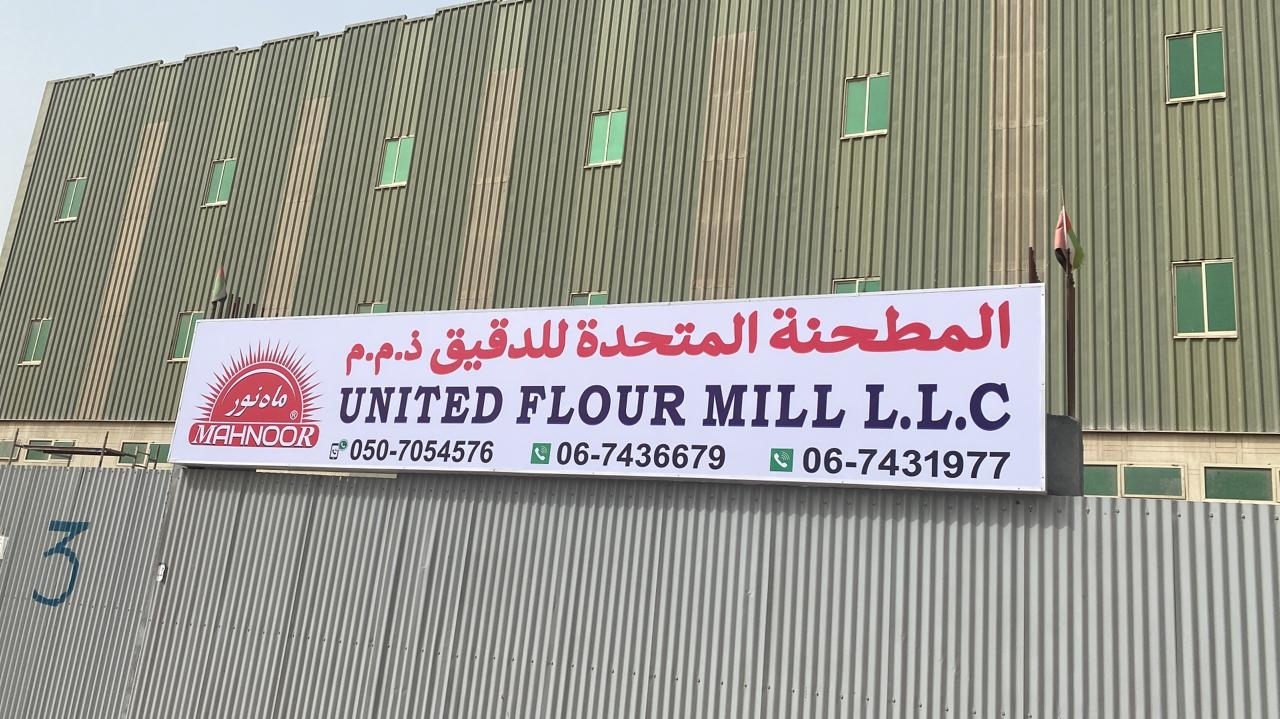 المطحنة المتحدة للدقيق ذ.م.م
UNITED FLOUR MILL L.L.C
ماه نور
®
MAHNOOR
050-7054576 06-7436679 06-7431977
3